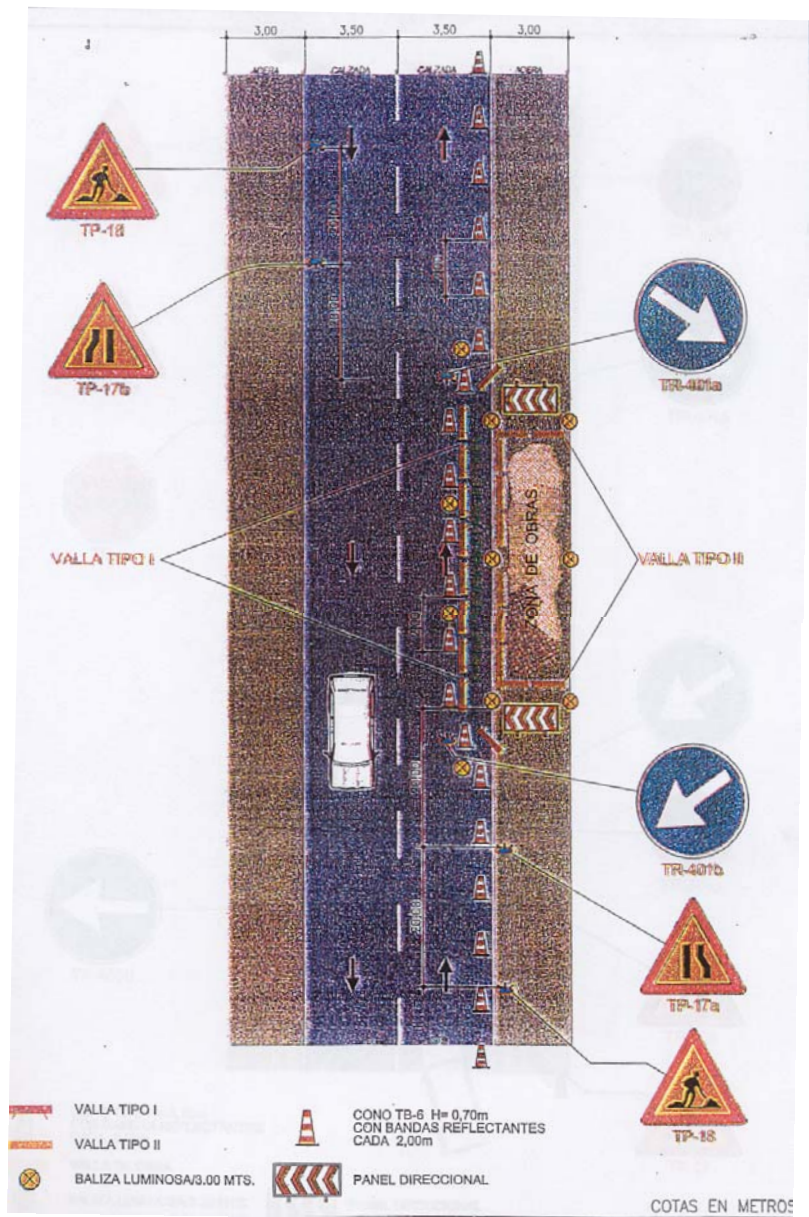 3,00 3,50 3,50 3,00
ACERA CALZADA CALZADA ACERA
TP-18
TP-17b
TR-401a
VALLA TIPO I
VALLA TIPO II
ZONA DE OBRAS.
TR-401b
TP-17a
TP-18
VALLA TIPO I
VALLA TIPO II
BALIZA LUMINOSA/3.00 MTS.
CONO TB-6 H= 0,70m
CON BANDAS REFLECTANTES
CADA 2,00m
PANEL DIRECCIONAL
COTAS EN METROS